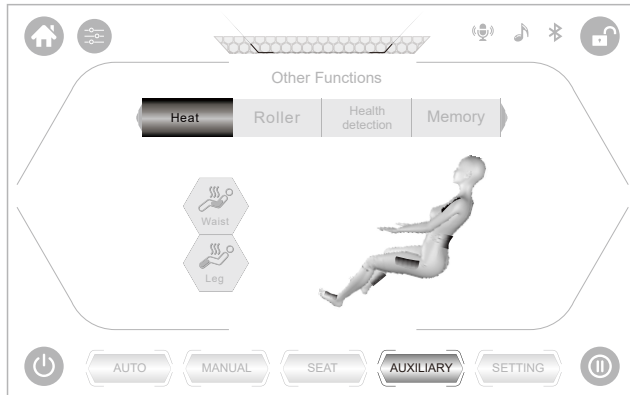 Other Functions
Heat
Roller
Health
detection
Memory
Waist
Leg
AUTO
MANUAL
SEAT
AUXILIARY
SETTING